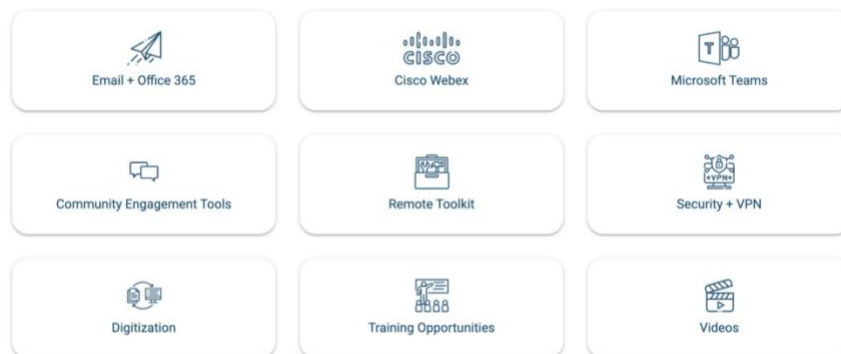 Email + Office 365
CISCO
Cisco Webex
T
Microsoft Teams
Community Engagement Tools
Remote Toolkit
VPN
Security + VPN
Digitization
Training Opportunities
Videos